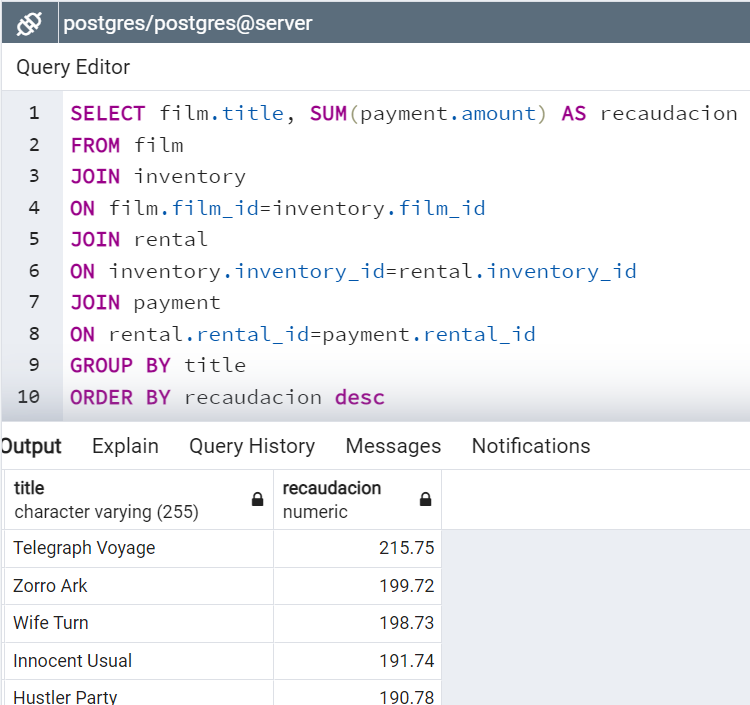 postgres/postgres@server
Query Editor
1 SELECT film.title, SUM(payment.amount) AS recaudacion
2 FROM film
3 JOIN inventory
4 ON film.film_id=inventory.film_id
5 JOIN rental
6 ON inventory.inventory_id=rental.inventory_id
7 JOIN payment
8 ON rental.rental_id=payment.rental_id
9 GROUP BY title
10 ORDER BY recaudacion desc
Output Explain Query History Messages Notifications
title recaudacion
character varying (255) numeric
Telegraph Voyage 215.75
Zorro Ark 199.72
Wife Turn 198.73
Innocent Usual 191.74
Hustler Party 190.78